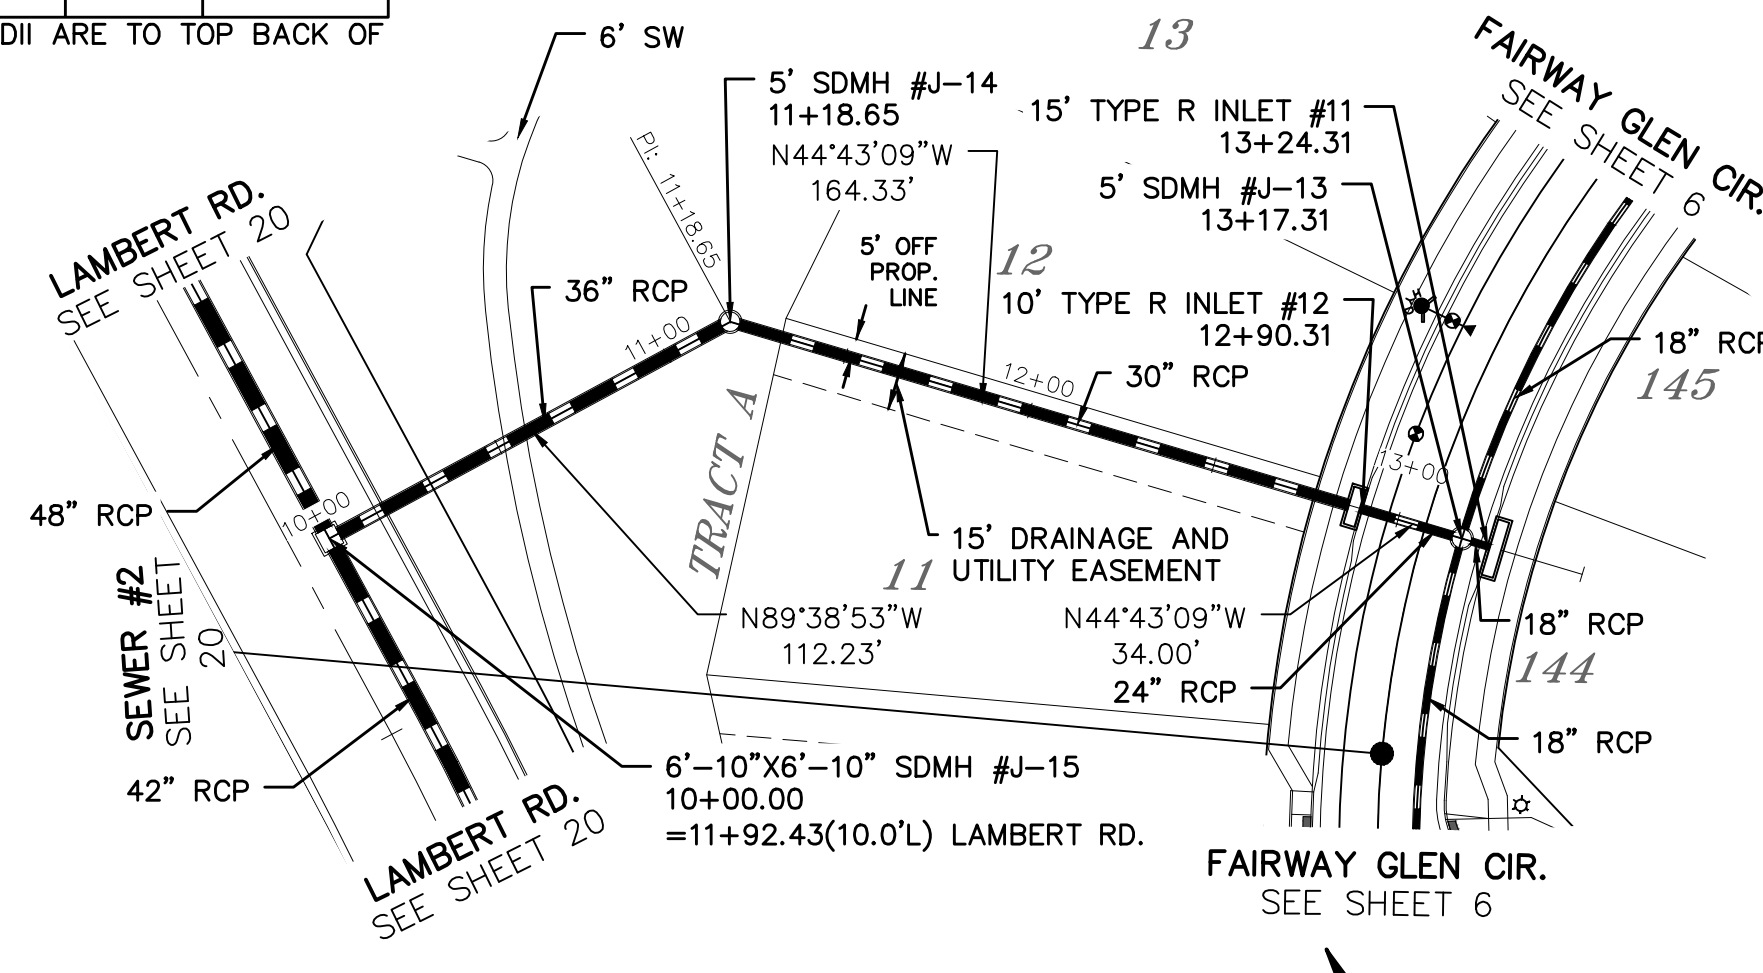 DII ARE TO TOP BACK OF
6' SW
13
FAIRWAY GLEN CIR.
SEE SHEET 6
5' SDMH #J-14
11+18.65
N44°43'09"W
164.33'
15' TYPE R INLET #11
13+24.31
5' SDMH #J-13
13+17.31
PI: 11+18.65
LAMBERT RD.
SEE SHEET 20
5' OFF
PROP.
LINE
12
36" RCP
10' TYPE R INLET #12
12+90.31
11+00
18" RCP
145
12+00
30" RCP
TRACT A
13+00
48" RCP
10+00
15' DRAINAGE AND
UTILITY EASEMENT
11
SEWER #2
SEE SHEET
20
N89°38'53"W
112.23'
N44°43'09"W
34.00'
24" RCP
18" RCP
144
18" RCP
42" RCP
6'-10"X6'-10" SDMH #J-15
10+00.00
=11+92.43(10.0'L) LAMBERT RD.
LAMBERT RD.
SEE SHEET 20
FAIRWAY GLEN CIR.
SEE SHEET 6